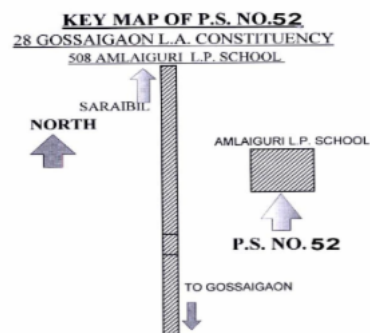 KEY MAP OF P.S. NO.52
28 GOSSAIGAON L.A. CONSTITUENCY
508 AMLAIGURI L.P. SCHOOL
SARAIBIL
NORTH
AMLAIGURI L.P. SCHOOL
P.S. NO. 52
TO GOSSAIGAON